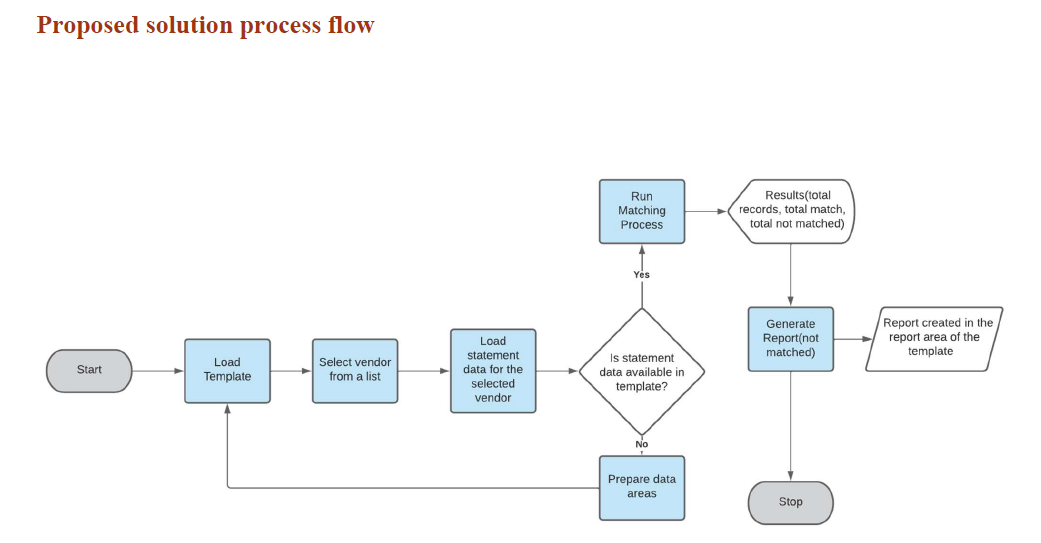 Proposed solution process flow
Run
Matching
Process
Results(total
records, total match,
total not matched)
Yes
Start
Load
Template
Select vendor
from a list
Load
statement
data for the
selected
vendor
Is statement
data available in
template?
Generate
Report(not
matched)
Report created in the
report area of the
template
No
Prepare data
areas
Stop